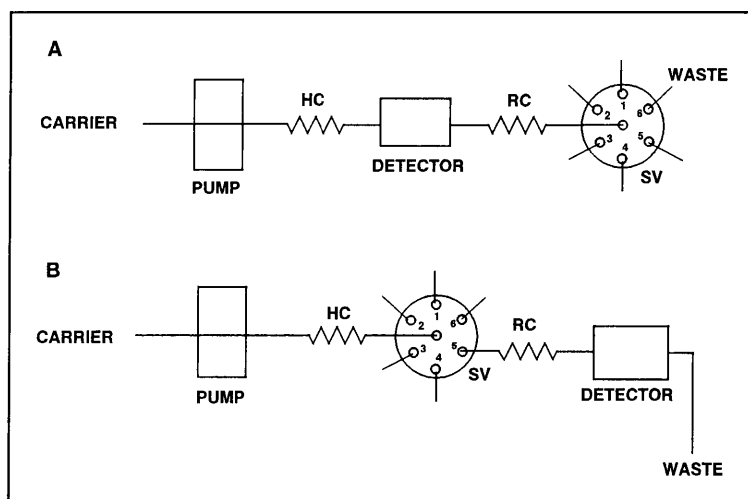 A
WASTE
HC
RC
CARRIER
1
2
6
3
5
4
DETECTOR
SV
PUMP
B
HC
1
2
6
RC
CARRIER
3
5
4
SV
PUMP
DETECTOR
WASTE